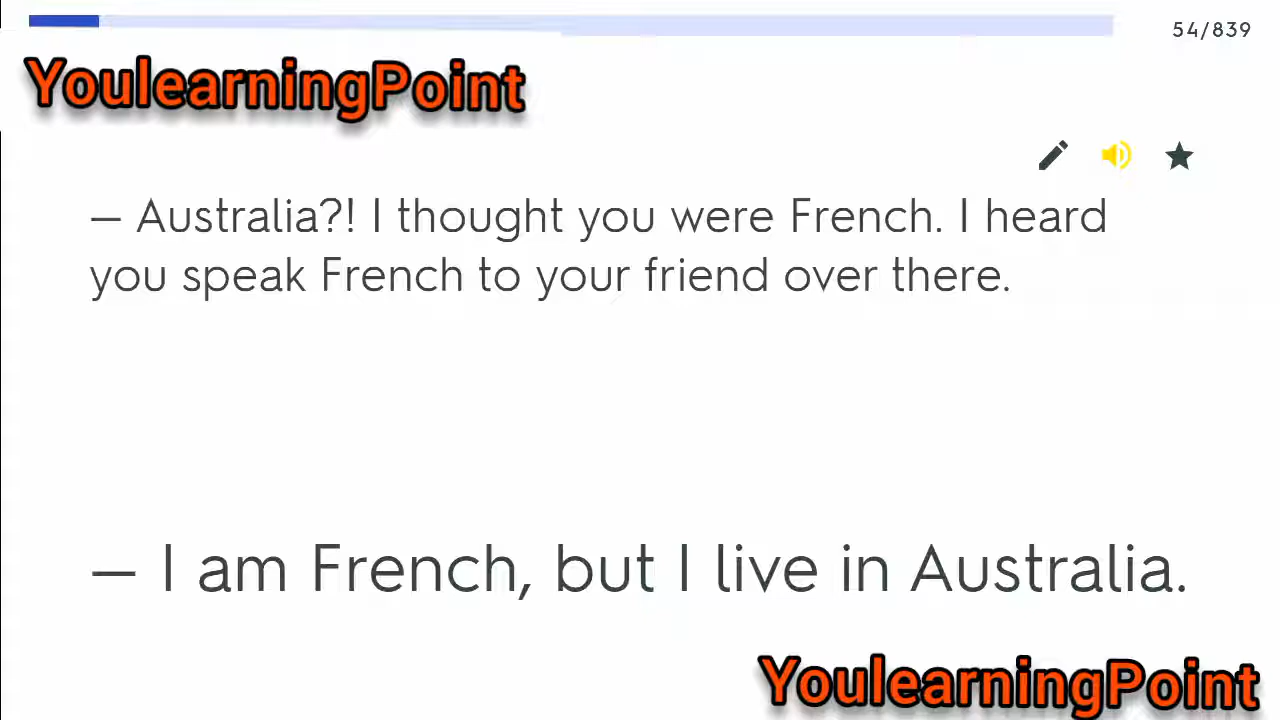 54/839
YoulearningPoint
– Australia?! I thought you were French. I heard
you speak French to your friend over there.
– I am French, but I live in Australia.
YoulearningPoint